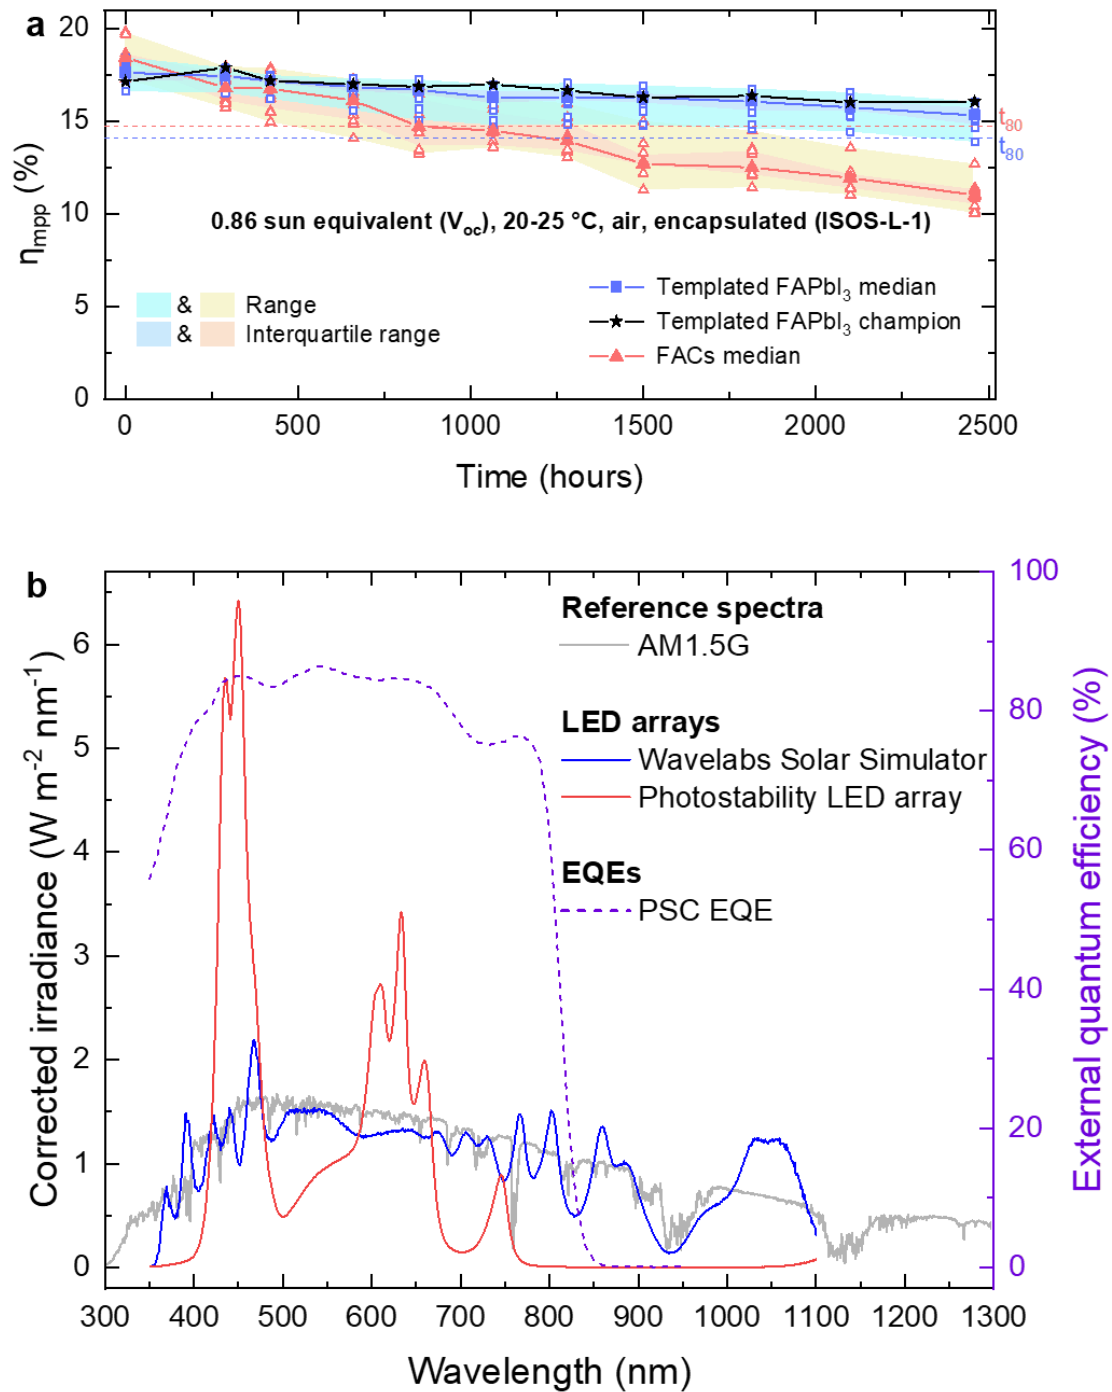 a
20
15
10
5
0
η_mpp (%)
t_80
t_80
0.86 sun equivalent (V_oc), 20-25 °C, air, encapsulated (ISOS-L-1)
& Range
& Interquartile range
Templated FAPbI_3 median
Templated FAPbI_3 champion
FACs median
0 500 1000 1500 2000 2500
Time (hours)
b
Corrected irradiance (W m^-2 nm^-1)
6
5
4
3
2
1
0
Reference spectra
AM1.5G
LED arrays
Wavelabs Solar Simulator
Photostability LED array
EQEs
PSC EQE
100
80
60
40
20
0
External quantum efficiency (%)
300 400 500 600 700 800 900 1000 1100 1200 1300
Wavelength (nm)